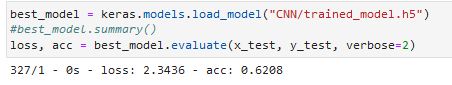 best_model = keras.models.load_model("CNN/trained_model.h5")
#best_model.summary()
loss, acc = best_model.evaluate(x_test, y_test, verbose=2)
327/1 - 0s - loss: 2.3436 - acc: 0.6208